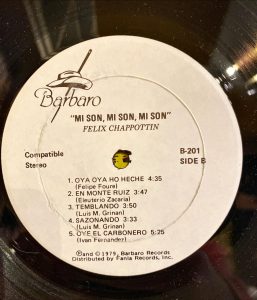 Barbaro
"MI SON, MI SON, MI SON"
FELIX CHAPPOTTIN
Compatible
Stereo
B-201
SIDE B
1. OYA OYA HO HECHE 4:35
(Felipe Foure)
2. EN MONTE RUIZ 3:47
(Eleuterio Zacaria)
3. TEMBLANDO 3:50
(Luis M. Grinan)
4. SAZONANDO 3:33
(Luis M. Grinan)
5. OYE EL CARBONERO 5:25
(Ivan Fernandez)
℗and © 1979, Barbaro Records
Distributed by Fania Records, Inc.